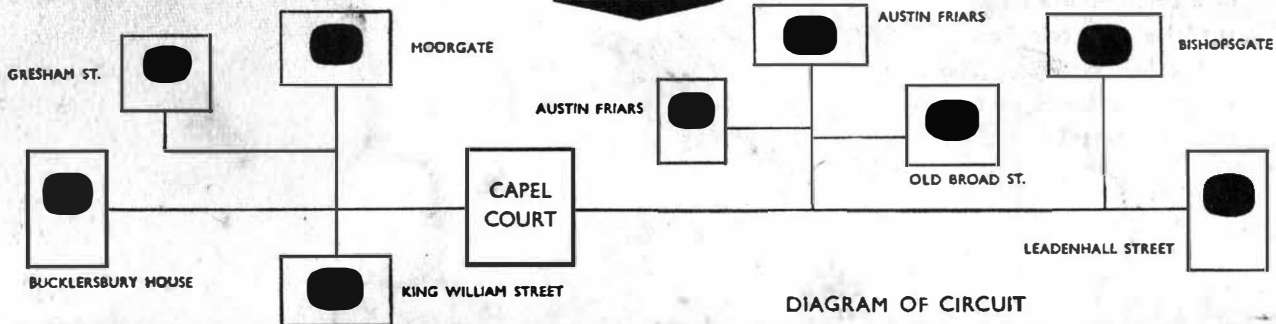 AUSTIN FRIARS
MOORGATE
BISHOPSGATE
GRESHAM ST.
AUSTIN FRIARS
OLD BROAD ST.
CAPEL
COURT
LEADENHALL STREET
BUCKLERSBURY HOUSE
KING WILLIAM STREET
DIAGRAM OF CIRCUIT